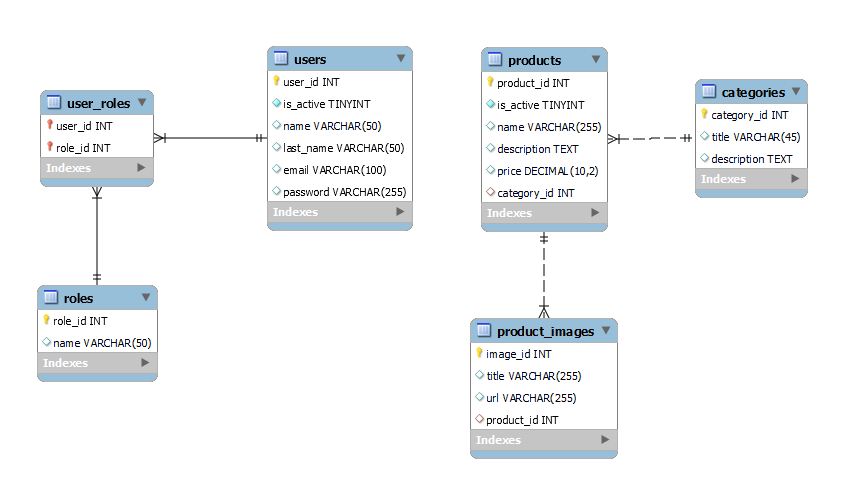 user_roles
user_id INT
role_id INT
Indexes
users
user_id INT
is_active TINYINT
name VARCHAR(50)
last_name VARCHAR(50)
email VARCHAR(100)
password VARCHAR(255)
Indexes
roles
role_id INT
name VARCHAR(50)
Indexes
products
product_id INT
is_active TINYINT
name VARCHAR(255)
description TEXT
price DECIMAL(10,2)
category_id INT
Indexes
categories
category_id INT
title VARCHAR(45)
description TEXT
Indexes
product_images
image_id INT
title VARCHAR(255)
url VARCHAR(255)
product_id INT
Indexes